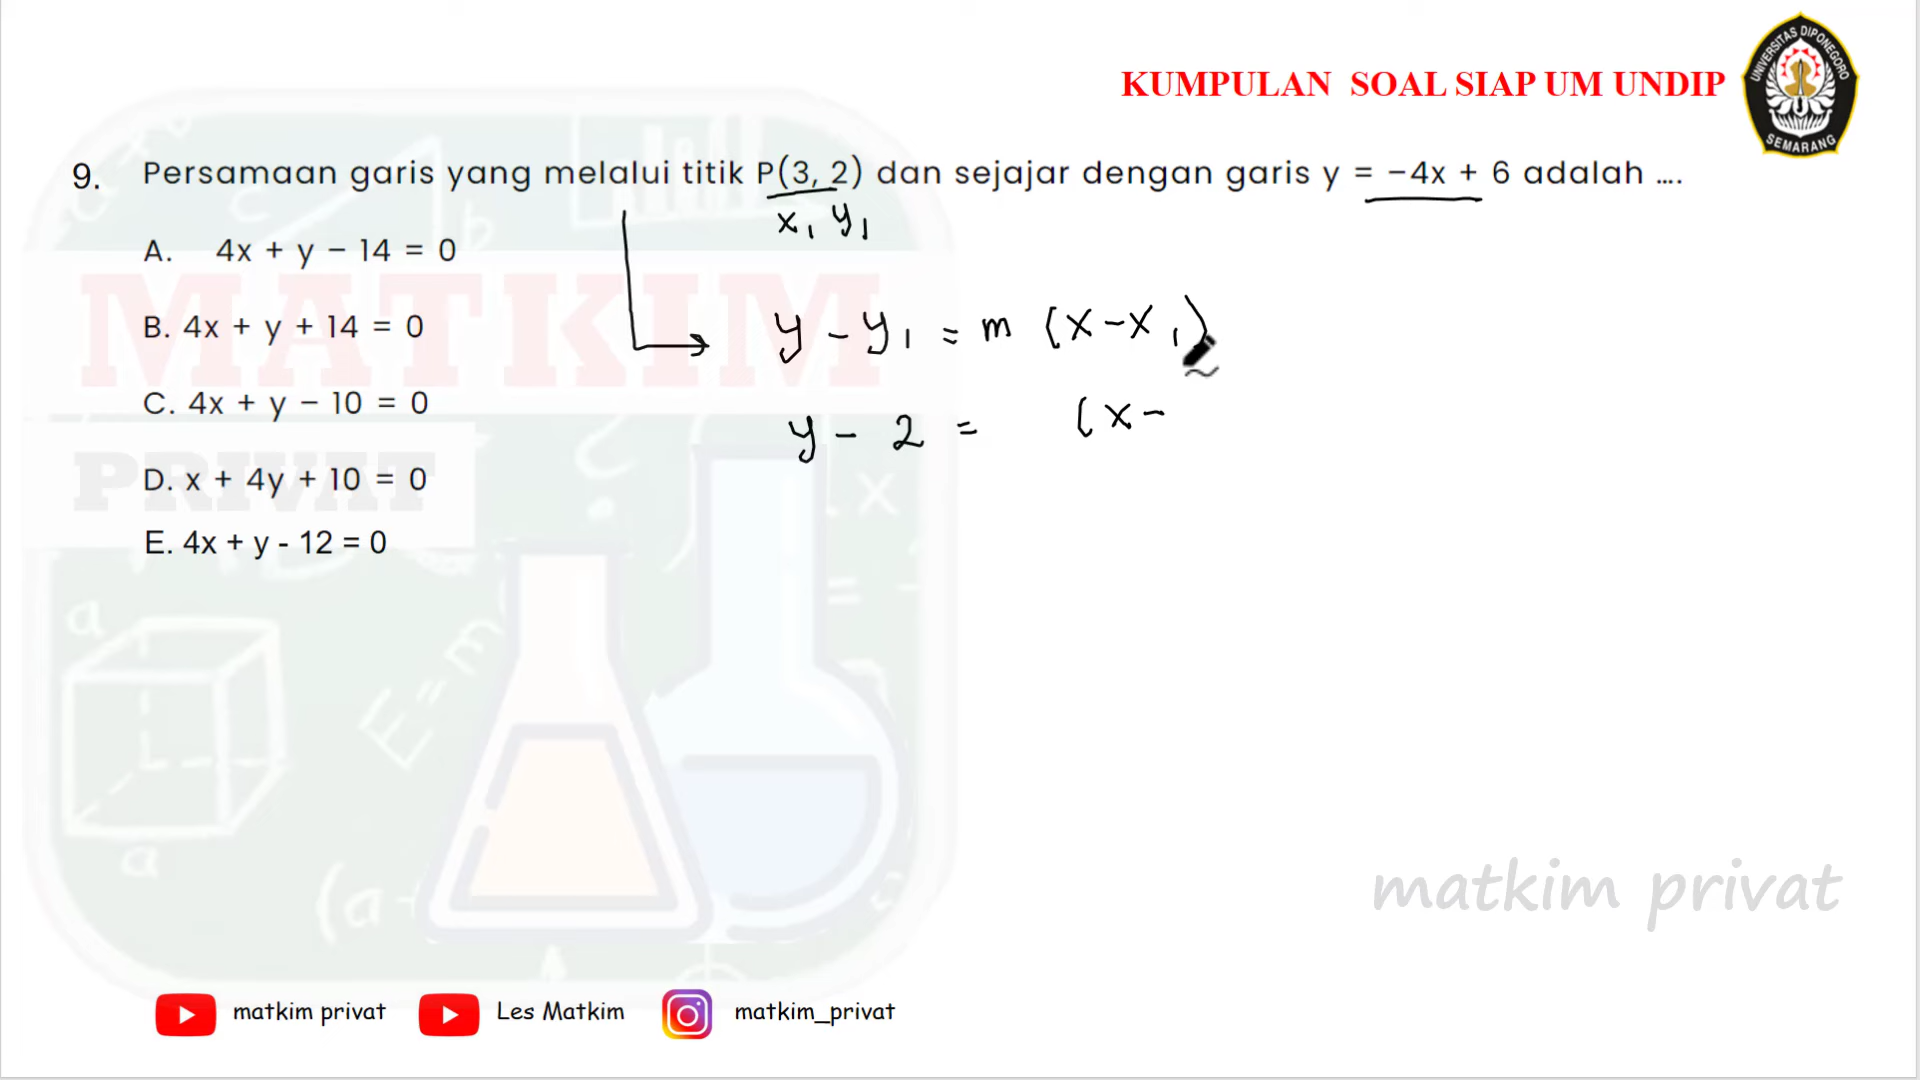 KUMPULAN SOAL SIAP UM UNDIP
UNIVERSITAS DIPONEGORO
SEMARANG
9. Persamaan garis yang melalui titik P(3, 2) dan sejajar dengan garis y = −4x + 6 adalah ....
x₁ y₁
A. 4x + y − 14 = 0
B. 4x + y + 14 = 0
C. 4x + y − 10 = 0
D. x + 4y + 10 = 0
E. 4x + y - 12 = 0
y − y₁ = m (x − x₁)
y − 2 = (x −
MATKIM
PRIVAT
a
a
E = m
(a +
matkim privat
matkim privat
Les Matkim
matkim_privat